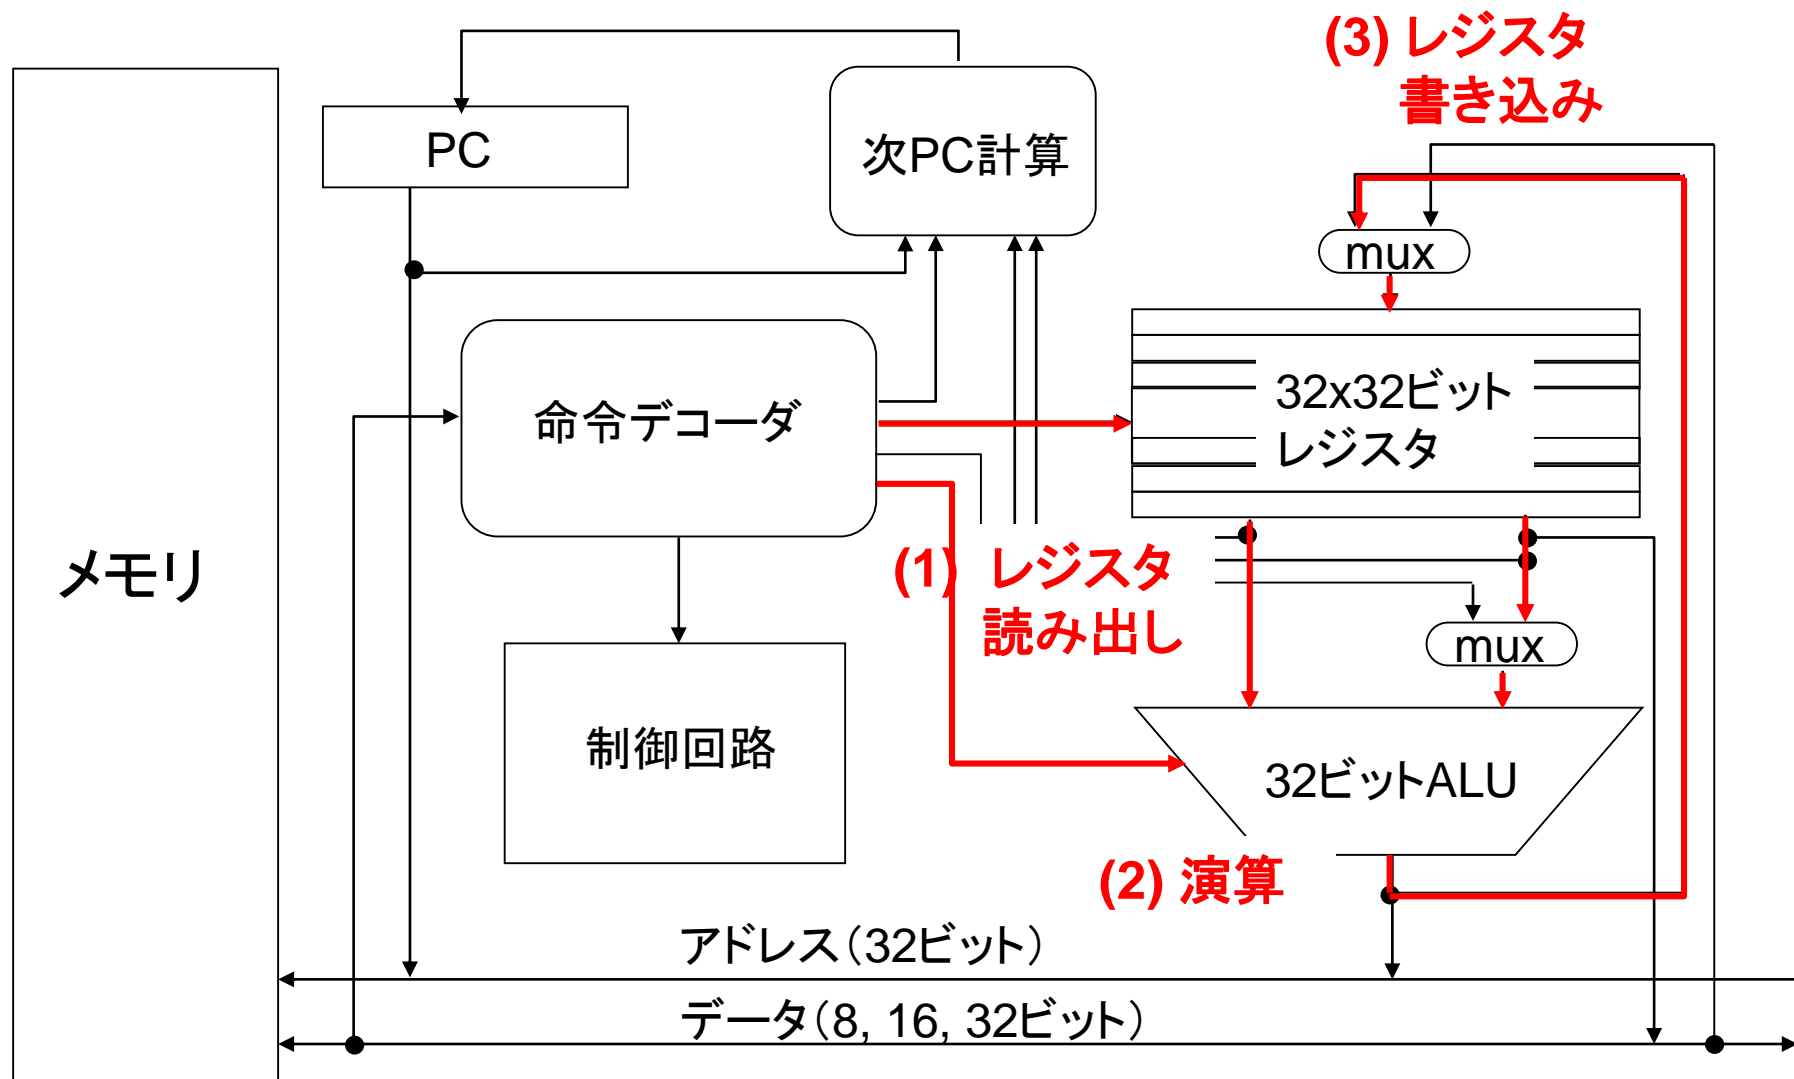 (3) レジスタ
書き込み
PC
次PC計算
mux
命令デコーダ
32x32ビット
レジスタ
メモリ
(1) レジスタ
読み出し
mux
制御回路
32ビットALU
(2) 演算
アドレス（32ビット）
データ（8, 16, 32ビット）